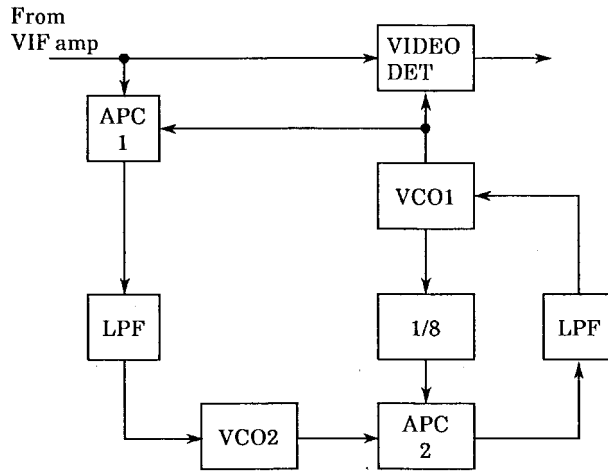 From
VIF amp
VIDEO
DET
APC
1
VCO1
LPF
1/8
LPF
VCO2
APC
2